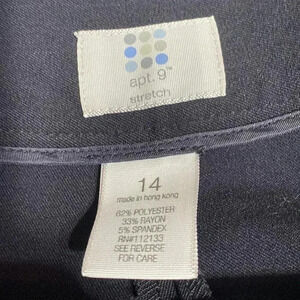 apt. 9™
stretch
14
made in hong kong
62% POLYESTER
33% RAYON
5% SPANDEX
RN#112133
SEE REVERSE
FOR CARE